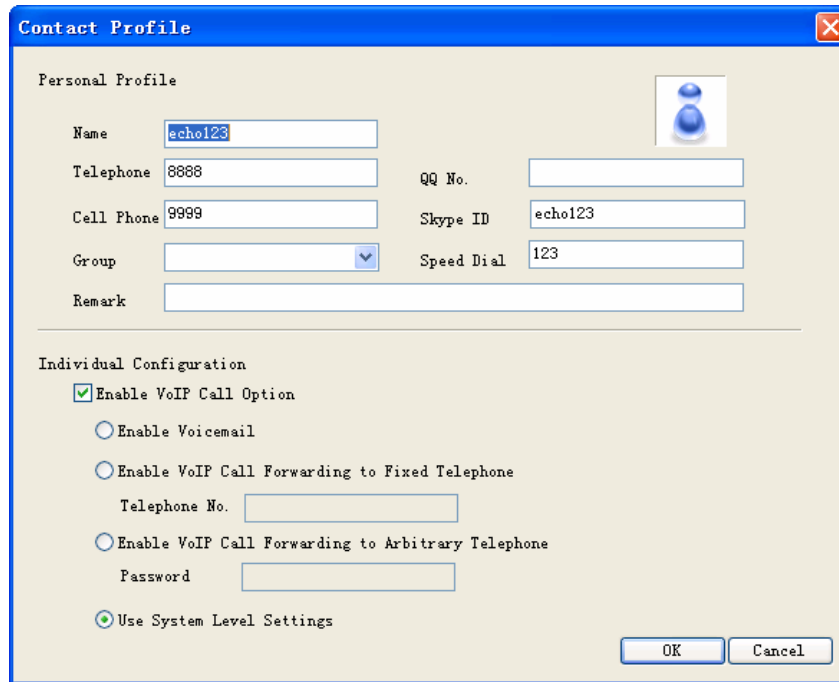 Contact Profile
Personal Profile
Name echo123
Telephone 8888 QQ No.
Cell Phone 9999 Skype ID echo123
Group Speed Dial 123
Remark
Individual Configuration
Enable VoIP Call Option
Enable Voicemail
Enable VoIP Call Forwarding to Fixed Telephone
Telephone No.
Enable VoIP Call Forwarding to Arbitrary Telephone
Password
Use System Level Settings
OK Cancel